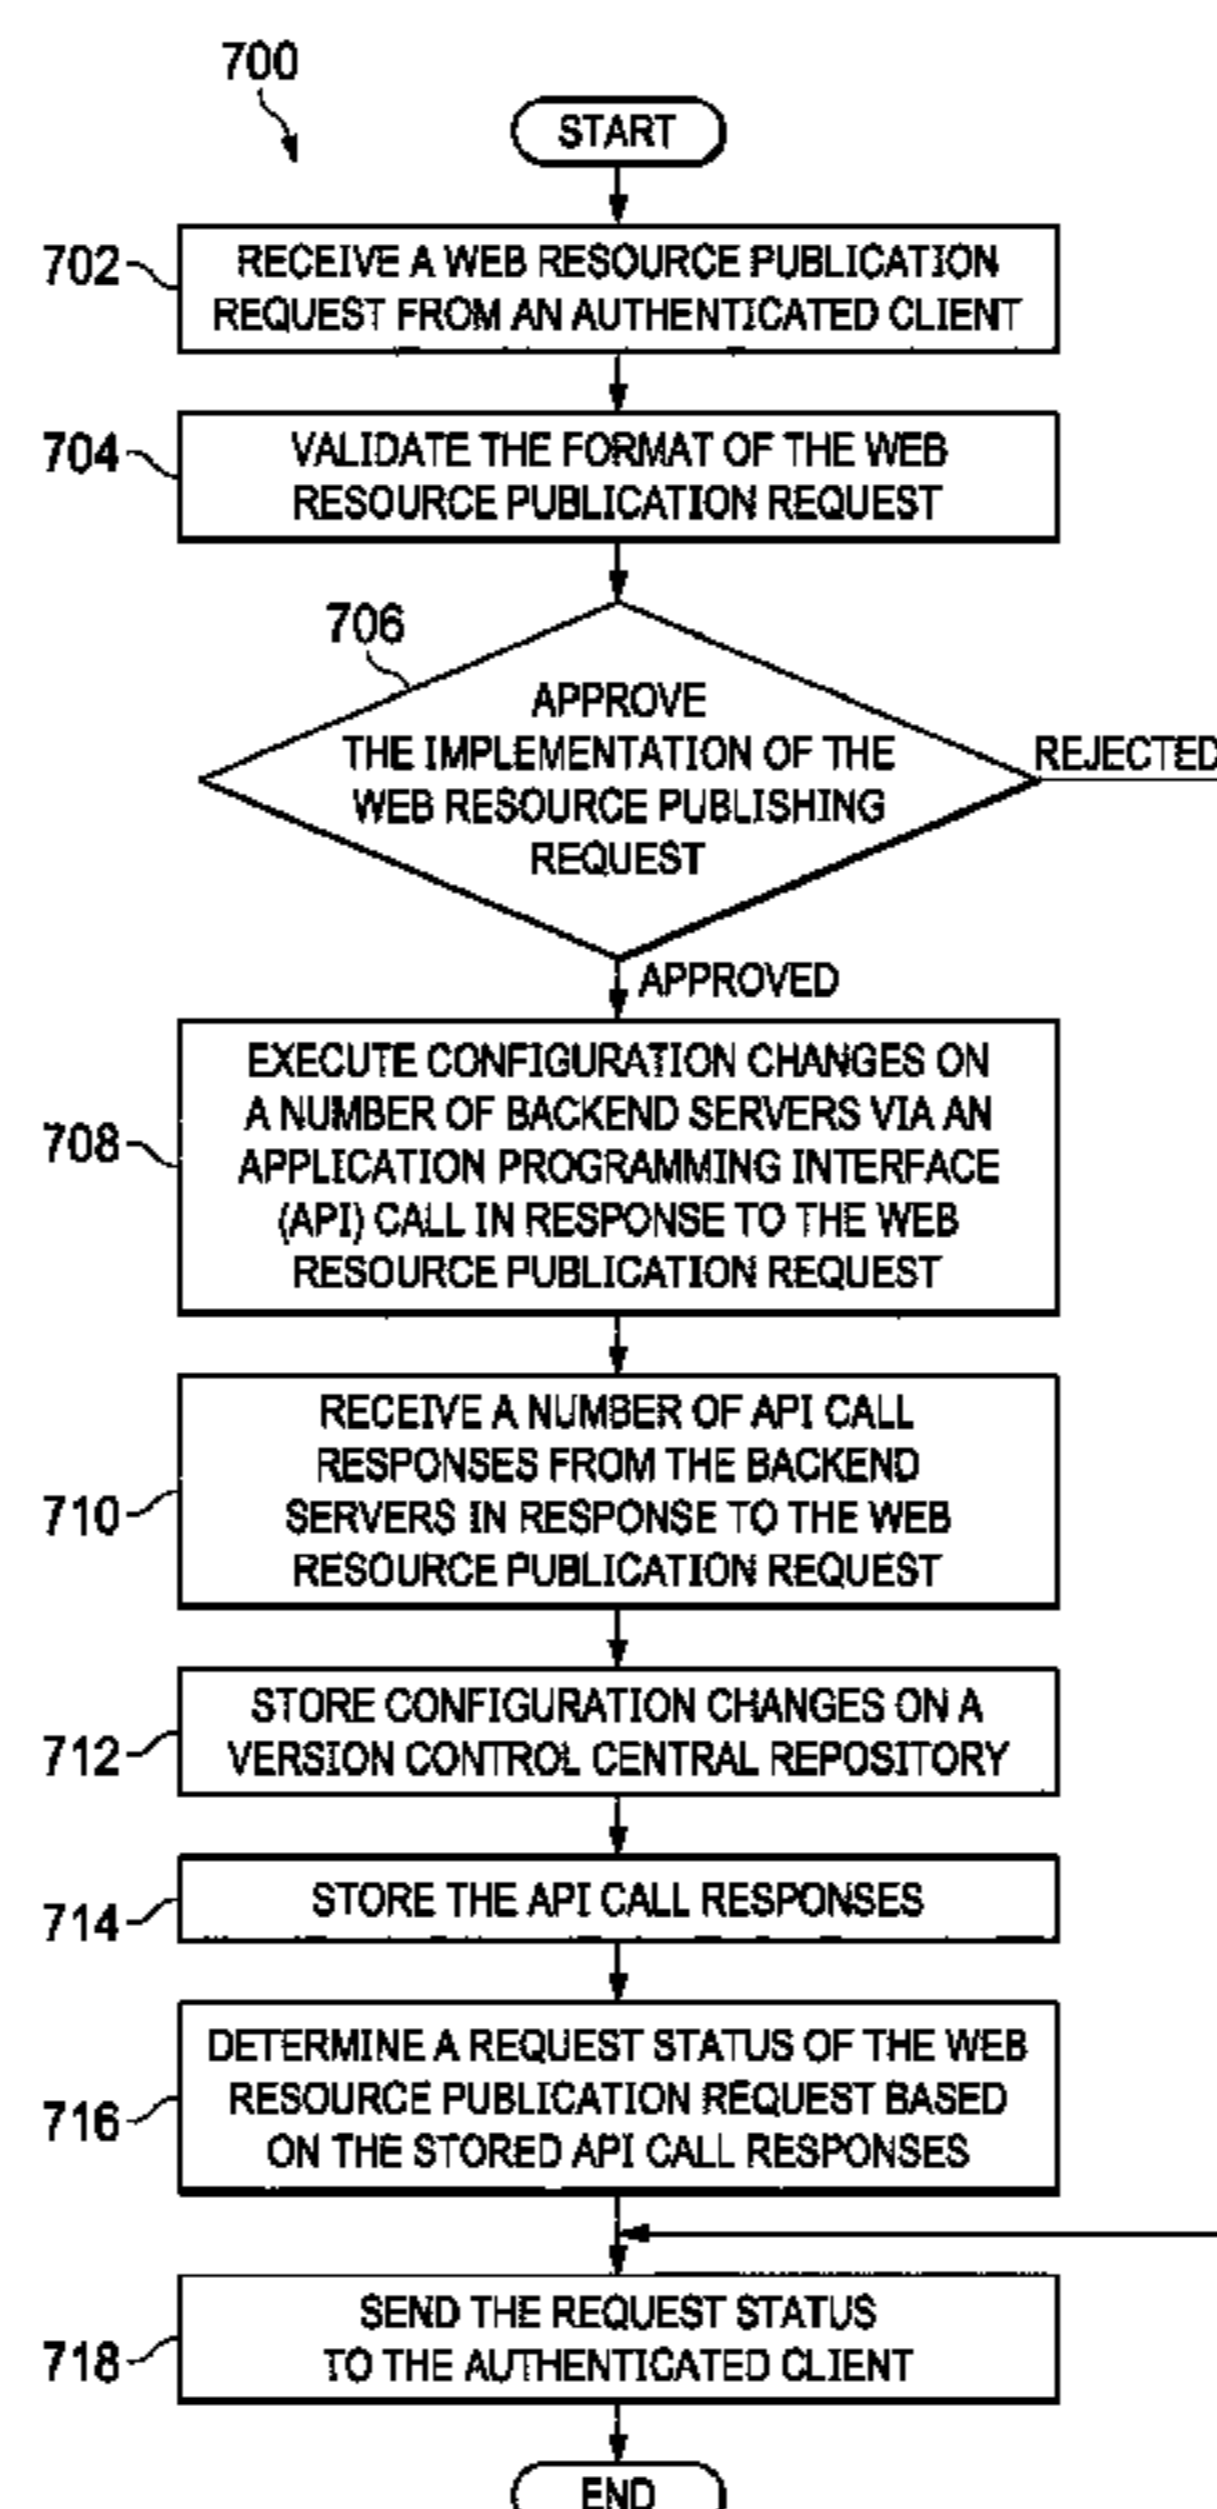 700
START
702
RECEIVE A WEB RESOURCE PUBLICATION
REQUEST FROM AN AUTHENTICATED CLIENT
704
VALIDATE THE FORMAT OF THE WEB
RESOURCE PUBLICATION REQUEST
706
APPROVE
THE IMPLEMENTATION OF THE
WEB RESOURCE PUBLISHING
REQUEST
REJECTED
APPROVED
708
EXECUTE CONFIGURATION CHANGES ON
A NUMBER OF BACKEND SERVERS VIA AN
APPLICATION PROGRAMMING INTERFACE
(API) CALL IN RESPONSE TO THE WEB
RESOURCE PUBLICATION REQUEST
710
RECEIVE A NUMBER OF API CALL
RESPONSES FROM THE BACKEND
SERVERS IN RESPONSE TO THE WEB
RESOURCE PUBLICATION REQUEST
712
STORE CONFIGURATION CHANGES ON A
VERSION CONTROL CENTRAL REPOSITORY
714
STORE THE API CALL RESPONSES
716
DETERMINE A REQUEST STATUS OF THE WEB
RESOURCE PUBLICATION REQUEST BASED
ON THE STORED API CALL RESPONSES
718
SEND THE REQUEST STATUS
TO THE AUTHENTICATED CLIENT
END